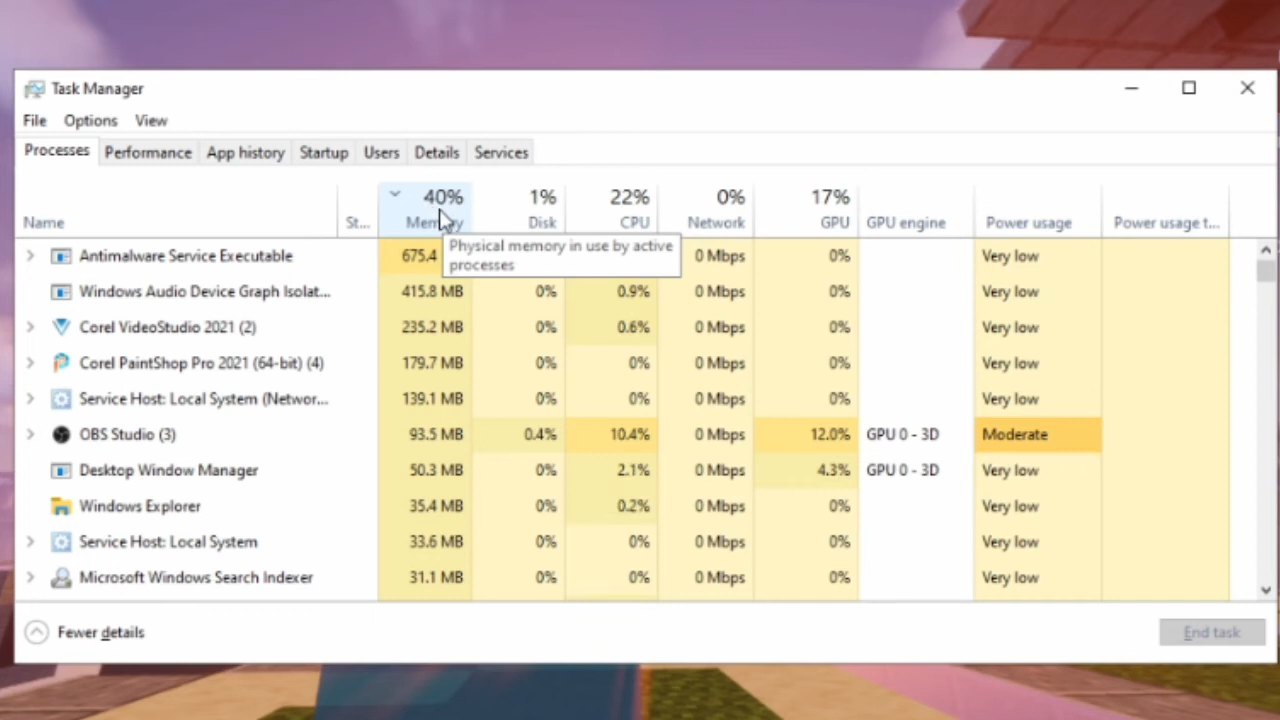 Task Manager
File Options View
Processes Performance App history Startup Users Details Services
40% 1% 22% 0% 17%
Name St... Memory Disk CPU Network GPU GPU engine Power usage Power usage t...
Physical memory in use by active
processes
Antimalware Service Executable 675.4 0 Mbps 0% Very low
Windows Audio Device Graph Isolat... 415.8 MB 0% 0.9% 0 Mbps 0% Very low
Corel VideoStudio 2021 (2) 235.2 MB 0% 0.6% 0 Mbps 0% Very low
Corel PaintShop Pro 2021 (64-bit) (4) 179.7 MB 0% 0% 0 Mbps 0% Very low
Service Host: Local System (Networ... 139.1 MB 0% 0% 0 Mbps 0% Very low
OBS Studio (3) 93.5 MB 0.4% 10.4% 0 Mbps 12.0% GPU 0 - 3D Moderate
Desktop Window Manager 50.3 MB 0% 2.1% 0 Mbps 4.3% GPU 0 - 3D Very low
Windows Explorer 35.4 MB 0% 0.2% 0 Mbps 0% Very low
Service Host: Local System 33.6 MB 0% 0% 0 Mbps 0% Very low
Microsoft Windows Search Indexer 31.1 MB 0% 0% 0 Mbps 0% Very low
Fewer details End task